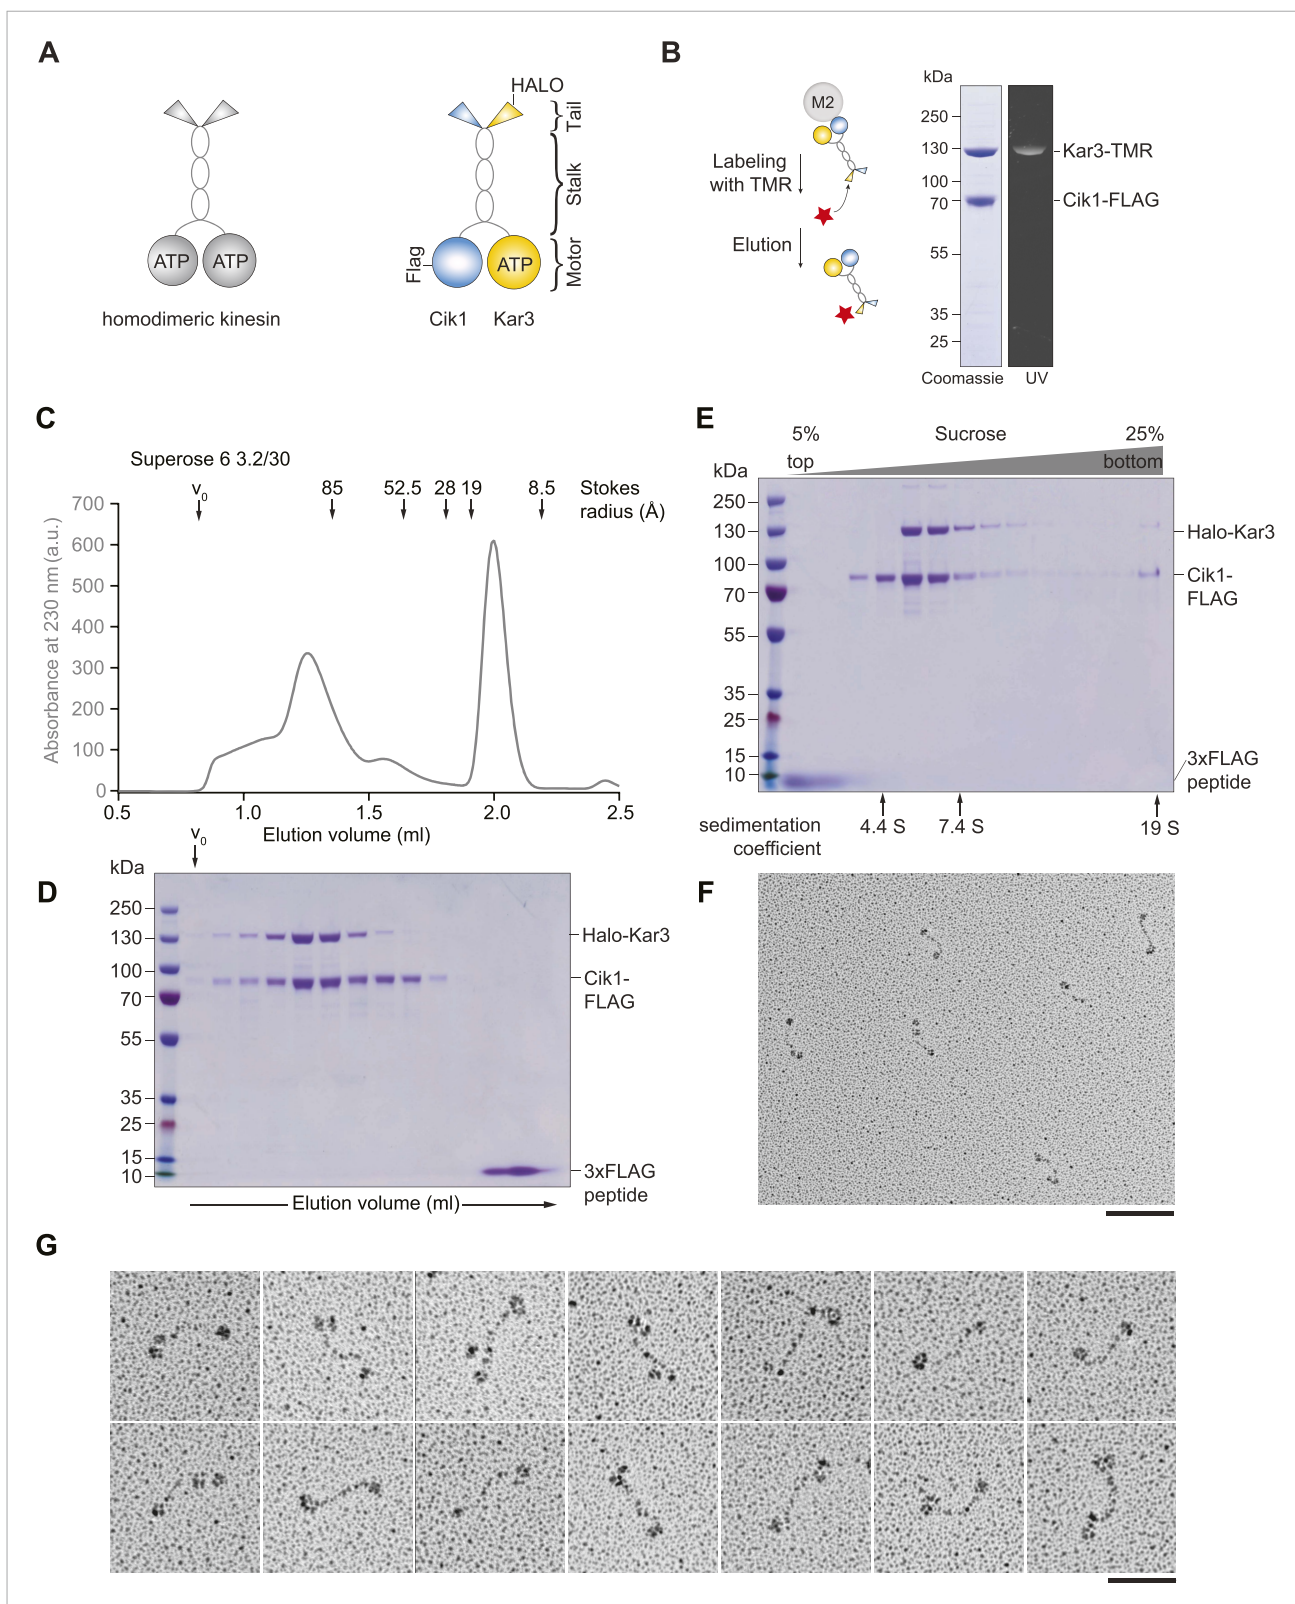 A
HALO
Tail
Stalk
Motor
Flag
ATP
ATP
ATP
homodimeric kinesin
Cik1
Kar3
B
M2
Labeling
with TMR
Elution
kDa
250
130
100
70
55
35
25
Kar3-TMR
Cik1-FLAG
Coomassie
UV
C
Superose 6 3.2/30
v0
85
52.5
28
19
8.5
Stokes
radius (Å)
Absorbance at 230 nm (a.u.)
700
600
500
400
300
200
100
0
0.5
1.0
1.5
2.0
2.5
Elution volume (ml)
v0
D
kDa
250
130
100
70
55
35
25
15
10
Halo-Kar3
Cik1-
FLAG
3xFLAG
peptide
Elution volume (ml)
E
5%
Sucrose
25%
top
bottom
kDa
250
130
100
70
55
35
25
15
10
Halo-Kar3
Cik1-
FLAG
3xFLAG
peptide
sedimentation
coefficient
4.4 S
7.4 S
19 S
F
G